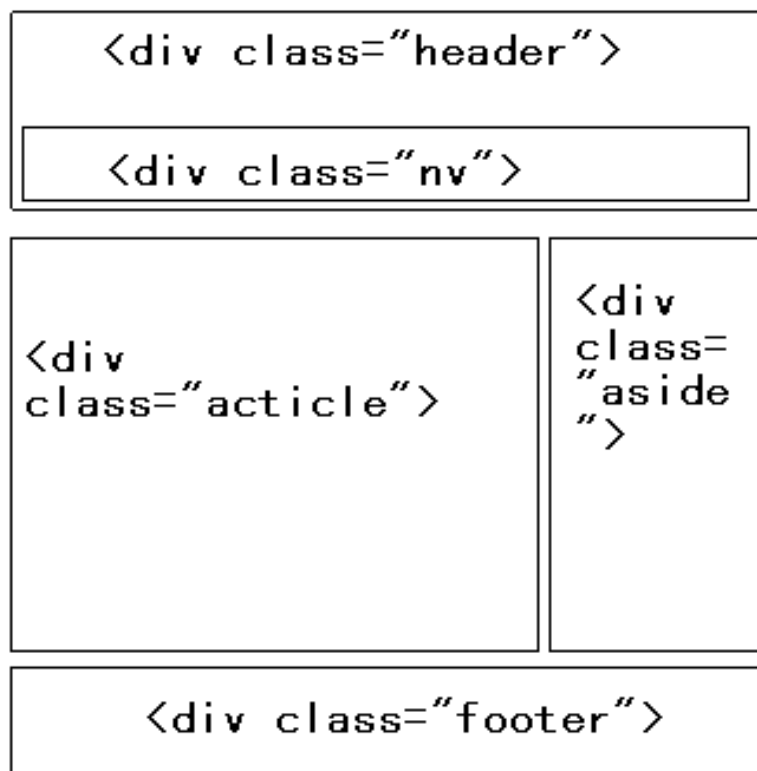 <div class="header">
<div class="nv">
<div
class="acticle">
<div
class=
"aside
">
<div class="footer">